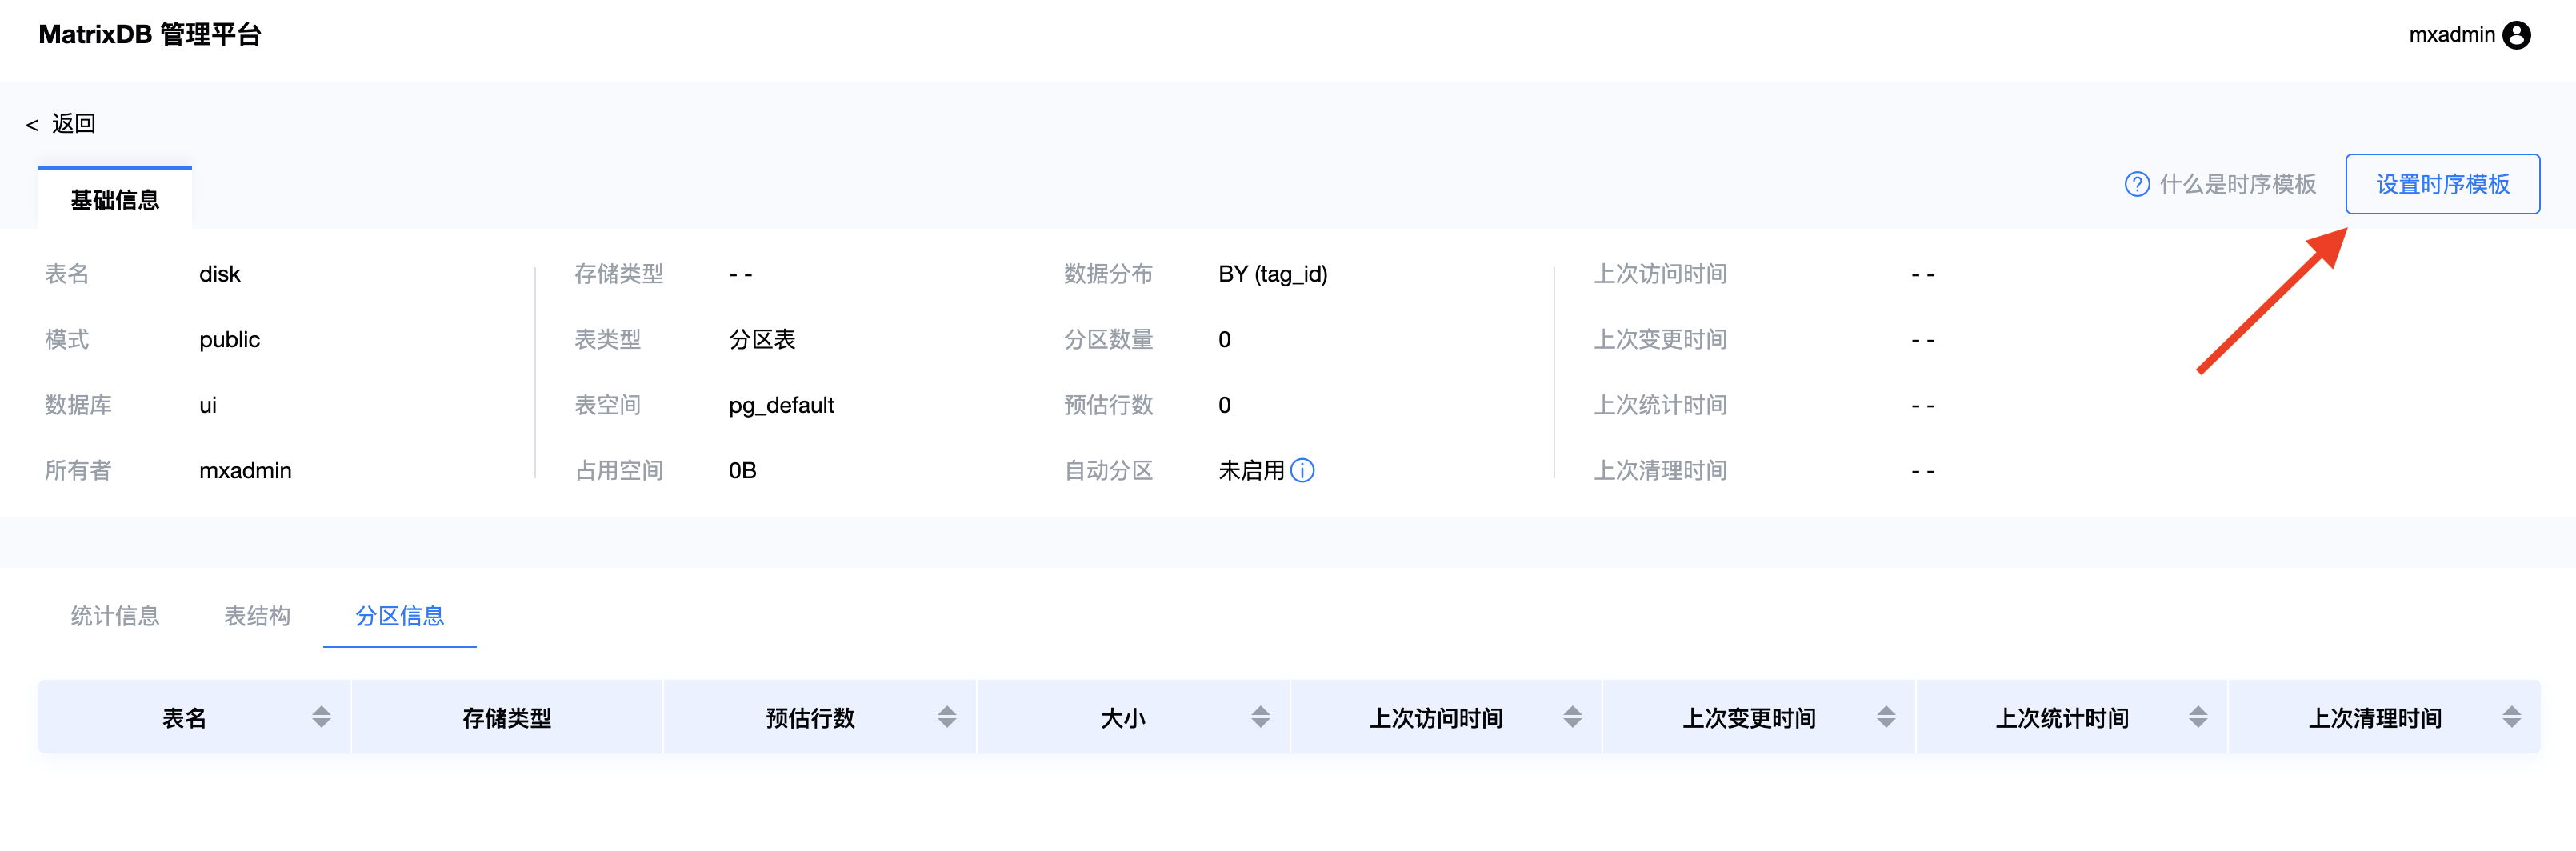 MatrixDB 管理平台
mxadmin
< 返回
基础信息
什么是时序模板
设置时序模板
表名 disk 存储类型 - - 数据分布 BY (tag_id) 上次访问时间 - -
模式 public 表类型 分区表 分区数量 0 上次变更时间 - -
数据库 ui 表空间 pg_default 预估行数 0 上次统计时间 - -
所有者 mxadmin 占用空间 0B 自动分区 未启用 上次清理时间 - -
统计信息 表结构 分区信息
表名 存储类型 预估行数 大小 上次访问时间 上次变更时间 上次统计时间 上次清理时间